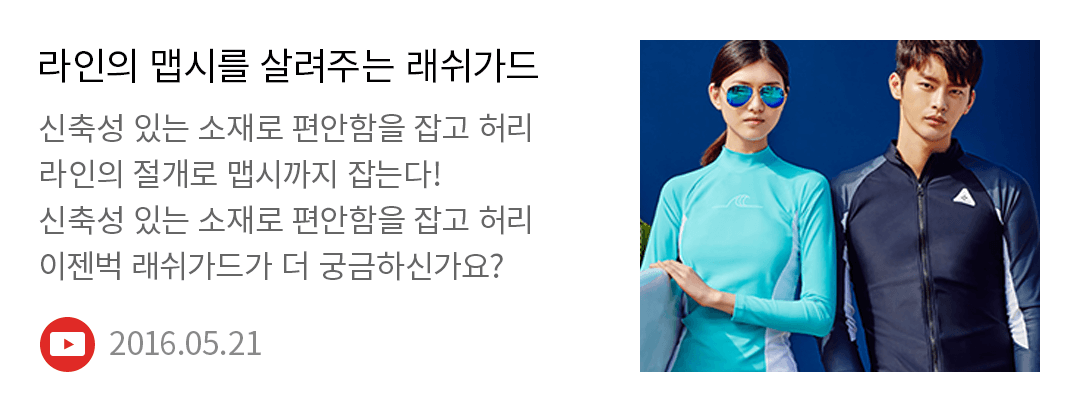 라인의 맵시를 살려주는 래쉬가드
신축성 있는 소재로 편안함을 잡고 허리
라인의 절개로 맵시까지 잡는다!
신축성 있는 소재로 편안함을 잡고 허리
이젠벅 래쉬가드가 더 궁금하신가요?
2016.05.21